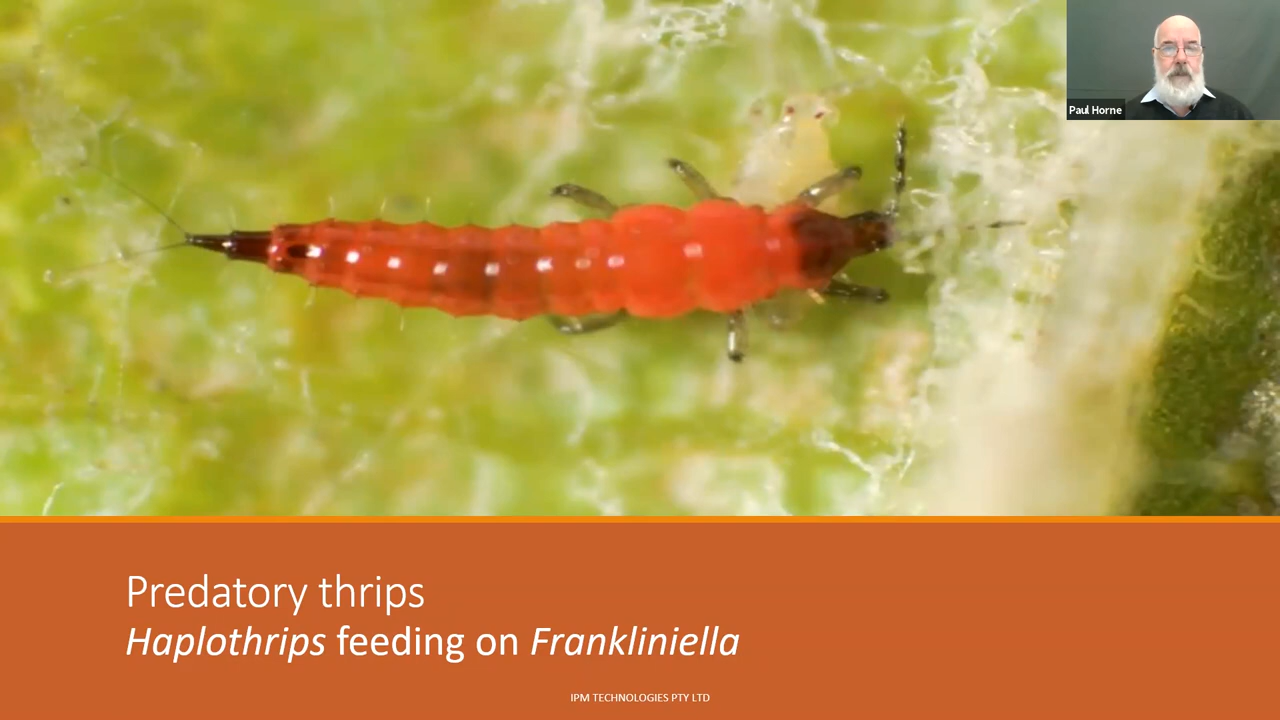 Paul Horne
Predatory thrips
Haplothrips feeding on Frankliniella
IPM TECHNOLOGIES PTY LTD